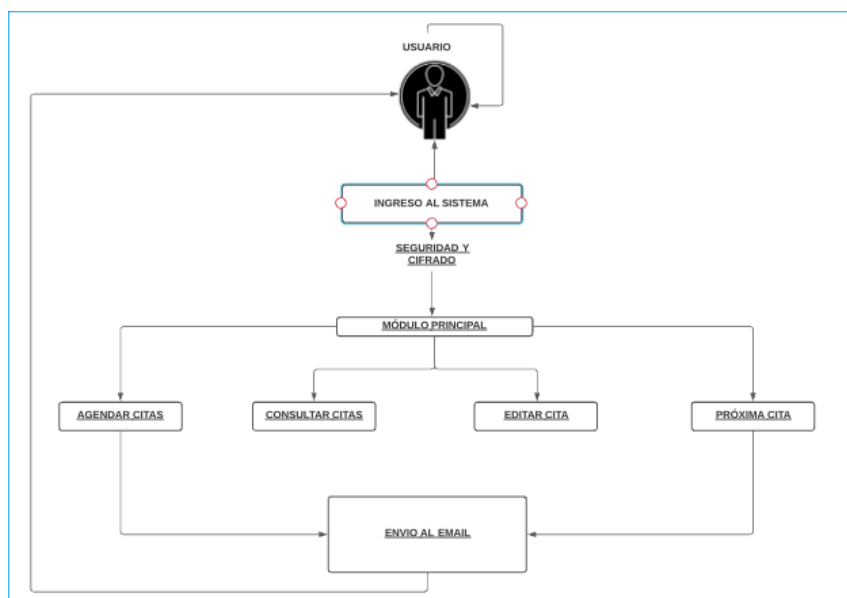 USUARIO
INGRESO AL SISTEMA
SEGURIDAD Y
CIFRADO
MÓDULO PRINCIPAL
AGENDAR CITAS
CONSULTAR CITAS
EDITAR CITA
PRÓXIMA CITA
ENVIO AL EMAIL